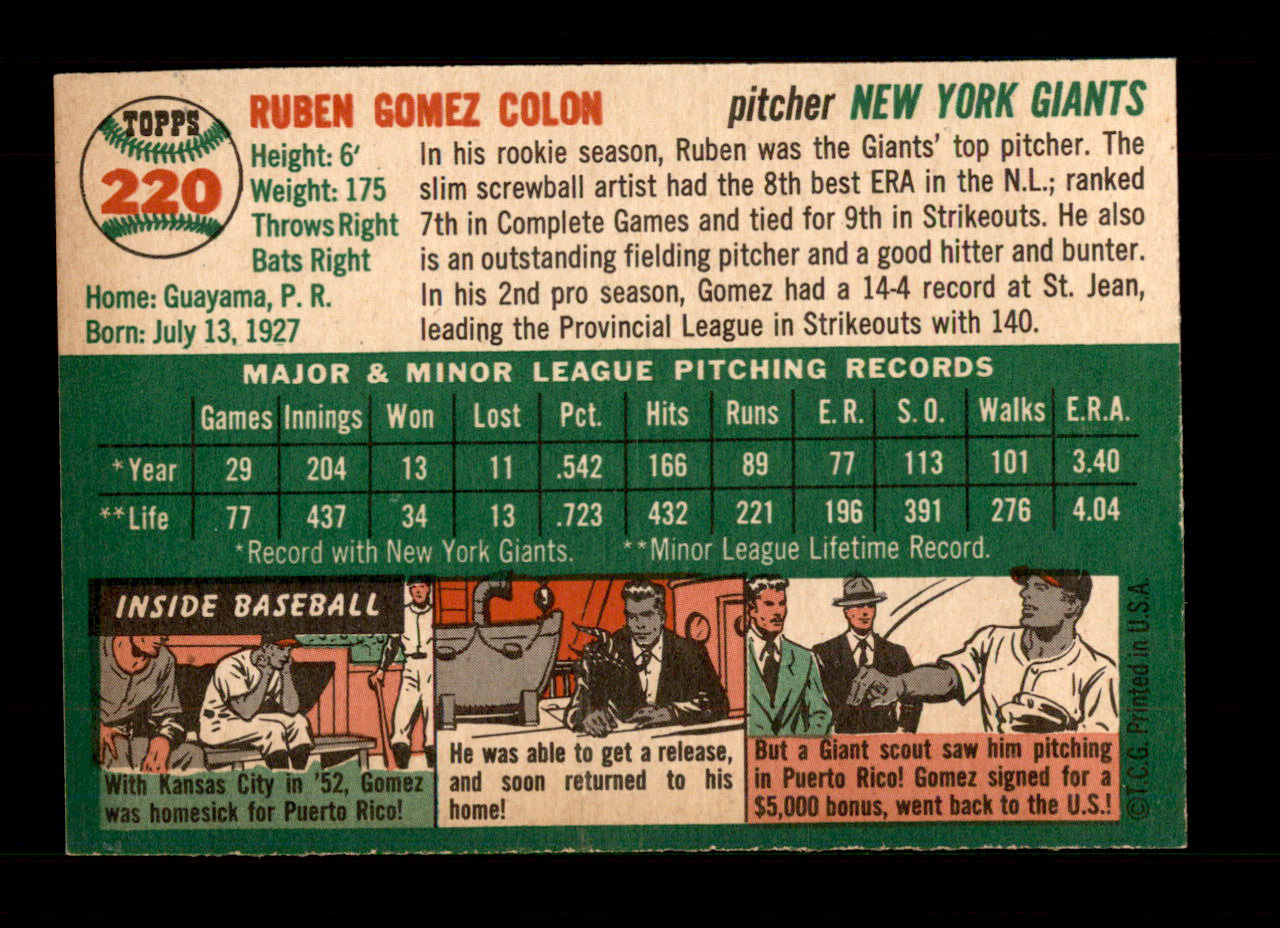 TOPPS
220
RUBEN GOMEZ COLON
pitcher NEW YORK GIANTS
Height: 6'
Weight: 175
Throws Right
Bats Right
Home: Guayama, P. R.
Born: July 13, 1927
In his rookie season, Ruben was the Giants' top pitcher. The
slim screwball artist had the 8th best ERA in the N.L.; ranked
7th in Complete Games and tied for 9th in Strikeouts. He also
is an outstanding fielding pitcher and a good hitter and bunter.
In his 2nd pro season, Gomez had a 14-4 record at St. Jean,
leading the Provincial League in Strikeouts with 140.
MAJOR & MINOR LEAGUE PITCHING RECORDS
Games Innings Won Lost Pct. Hits Runs E. R. S. O. Walks E.R.A.
*Year 29 204 13 11 .542 166 89 77 113 101 3.40
**Life 77 437 34 13 .723 432 221 196 391 276 4.04
*Record with New York Giants. **Minor League Lifetime Record.
INSIDE BASEBALL
With Kansas City in '52, Gomez
was homesick for Puerto Rico!
He was able to get a release,
and soon returned to his
home!
But a Giant scout saw him pitching
in Puerto Rico! Gomez signed for a
$5,000 bonus, went back to the U.S.!
©T.C.G. Printed in U.S.A